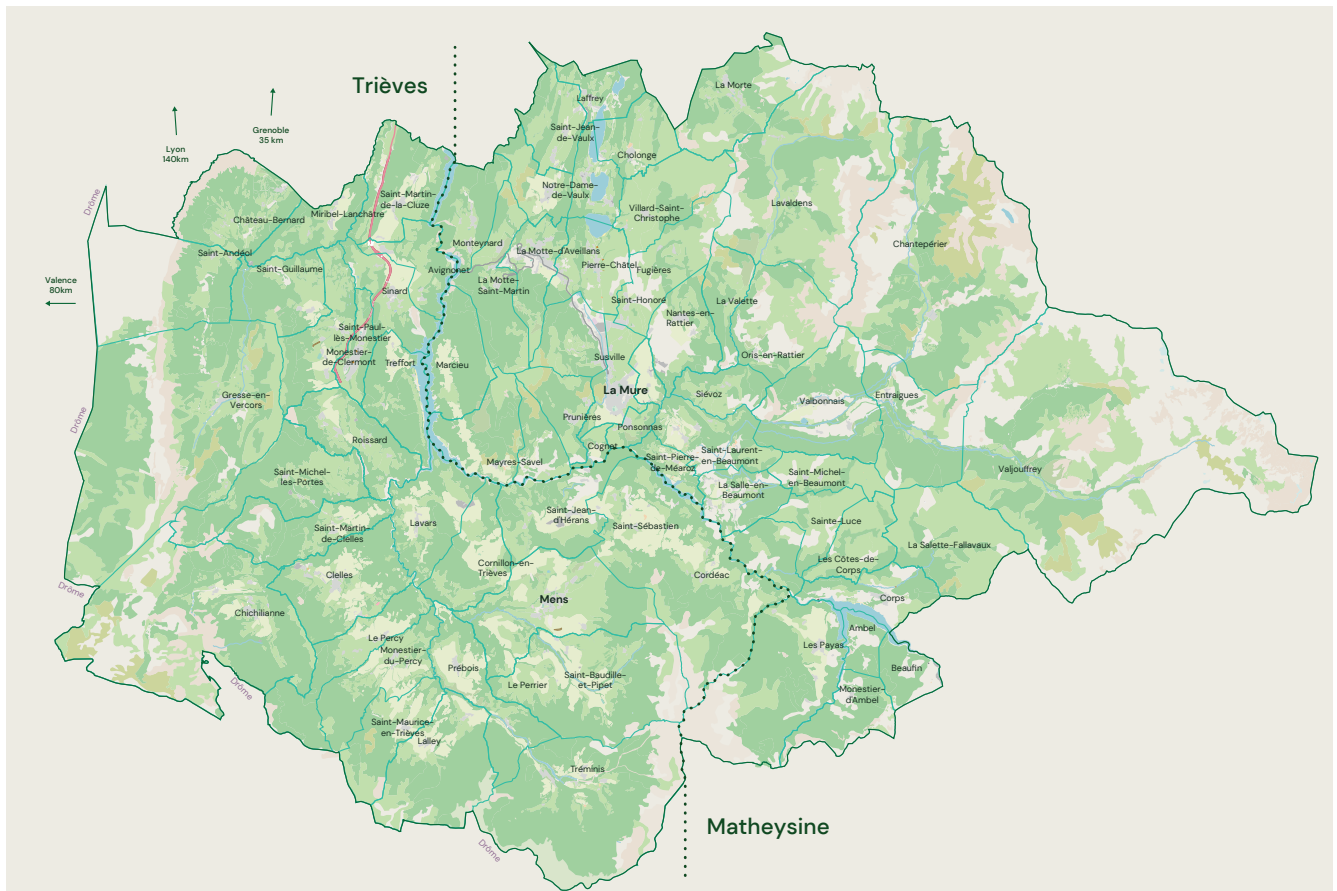 Trièves
Lyon
140km
Grenoble
35 km
Valence
80km
Drôme
Drôme
Drôme
Drôme
Drôme
La Morte
Laffrey
Saint-Jean-
de-Vaulx
Cholonge
Notre-Dame-
de-Vaulx
Villard-Saint-
Christophe
Lavaldens
Chantepérier
Saint-Martin-
de-la-Cluze
Château-Bernard
Miribel-Lanchâtre
Saint-Andéol
Saint-Guillaume
Monteynard
La Motte-d'Aveillans
Avignonet
Pierre-Châtel
Fugières
La Motte-
Saint-Martin
Sinard
Saint-Honoré
La Valette
Nantes-en-
Rattier
Saint-Paul-
lès-Monestier
Monestier-
de-Clermont
Treffort
Marcieu
Susville
Oris-en-Rattier
La Mure
Siévoz
Valbonnais
Entraigues
Gresse-en-
Vercors
Prunières
Ponsonnas
Roissard
Cognet
Saint-Pierre-
de-Méaroz
Saint-Laurent-
en-Beaumont
Mayres-Savel
Valjouffrey
Saint-Michel-
les-Portes
Saint-Michel-
en-Beaumont
La Salle-en-
Beaumont
Lavars
Saint-Jean-
d'Hérans
Saint-Sébastien
Sainte-Luce
Saint-Martin-
de-Clelles
La Salette-Fallavaux
Les Côtes-de-
Corps
Cornillon-en-
Trièves
Clelles
Cordéac
Mens
Corps
Chichilianne
Ambel
Le Percy
Monestier-
du-Percy
Les Payas
Prébois
Beaufin
Le Perrier
Saint-Baudille-
et-Pipet
Monestier-
d'Ambel
Saint-Maurice-
en-Trièves
Lalley
Tréminis
Matheysine